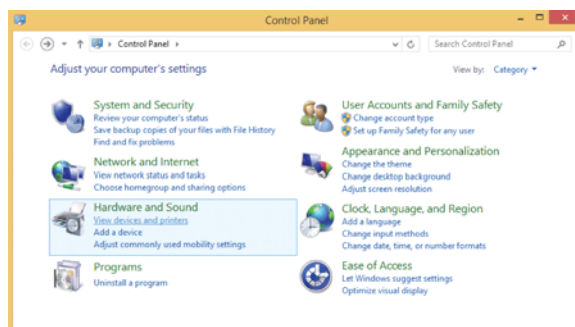 Control Panel
Control Panel
Search Control Panel
Adjust your computer's settings
View by: Category
System and Security
Review your computer's status
Save backup copies of your files with File History
Find and fix problems
Network and Internet
View network status and tasks
Choose homegroup and sharing options
Hardware and Sound
View devices and printers
Add a device
Adjust commonly used mobility settings
Programs
Uninstall a program
User Accounts and Family Safety
Change account type
Set up Family Safety for any user
Appearance and Personalization
Change the theme
Change desktop background
Adjust screen resolution
Clock, Language, and Region
Add a language
Change input methods
Change date, time, or number formats
Ease of Access
Let Windows suggest settings
Optimize visual display